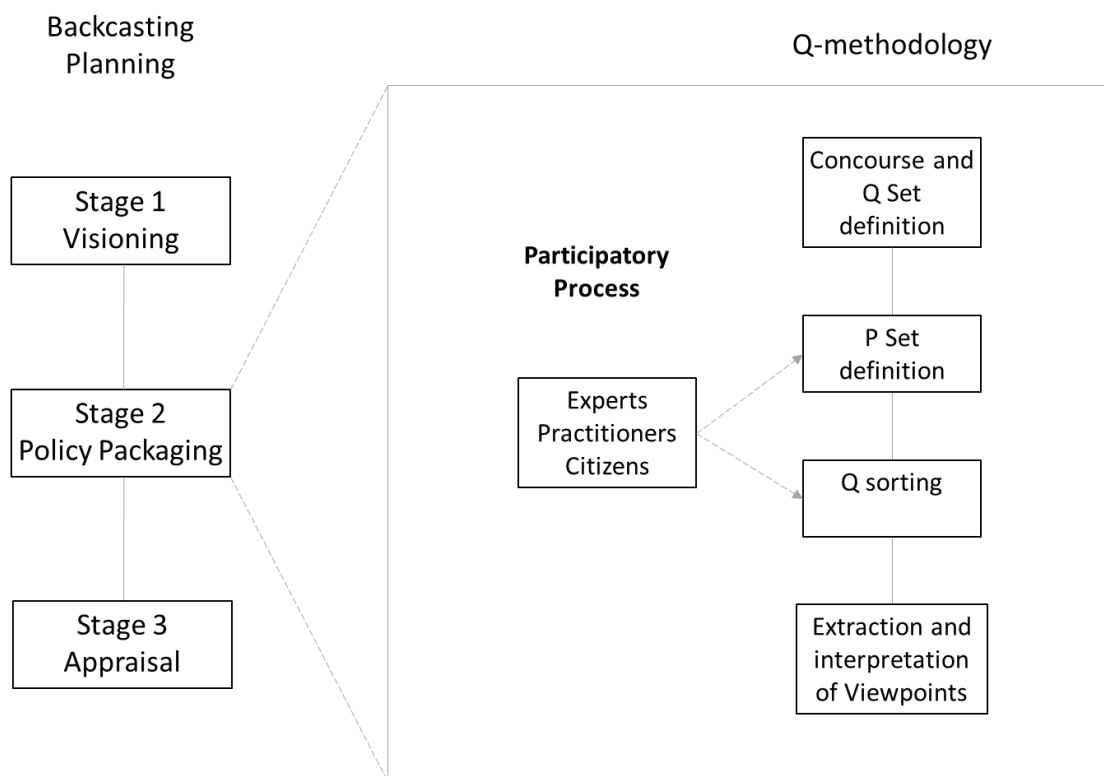 Backcasting
Planning
Stage 1
Visioning
Stage 2
Policy Packaging
Stage 3
Appraisal
Q-methodology
Participatory
Process
Experts
Practitioners
Citizens
Concourse and
Q Set
definition
P Set
definition
Q sorting
Extraction and
interpretation
of Viewpoints